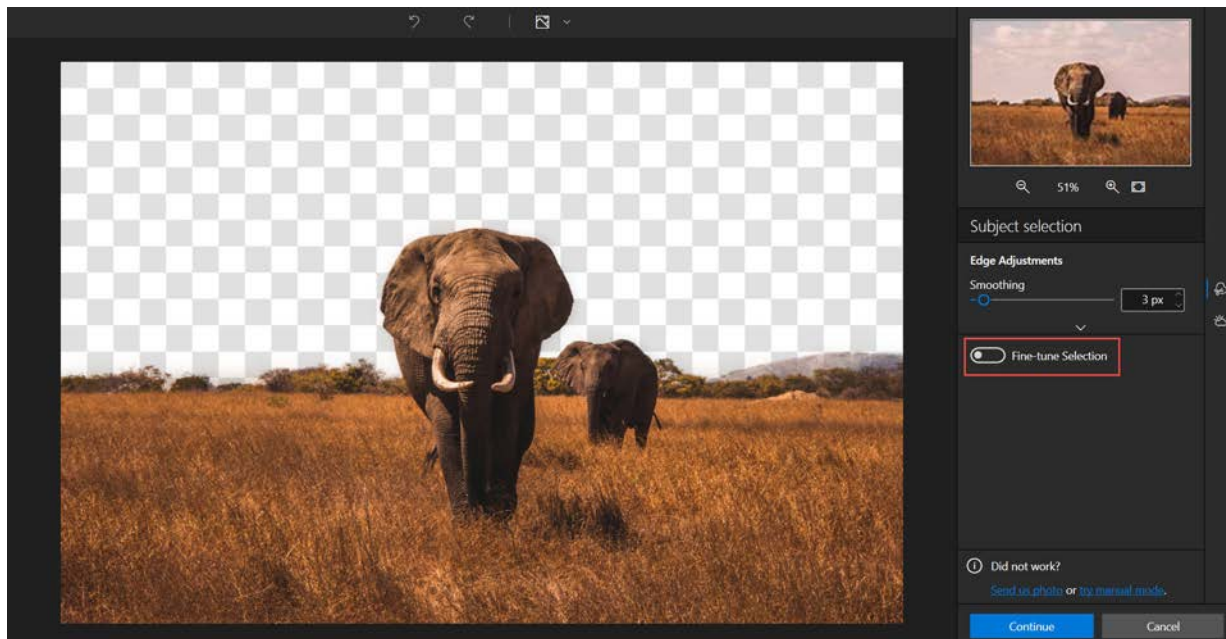 51%
Subject selection
Edge Adjustments
Smoothing
3 px
Fine-tune Selection
Did not work?
Send us photo or try manual mode.
Continue
Cancel